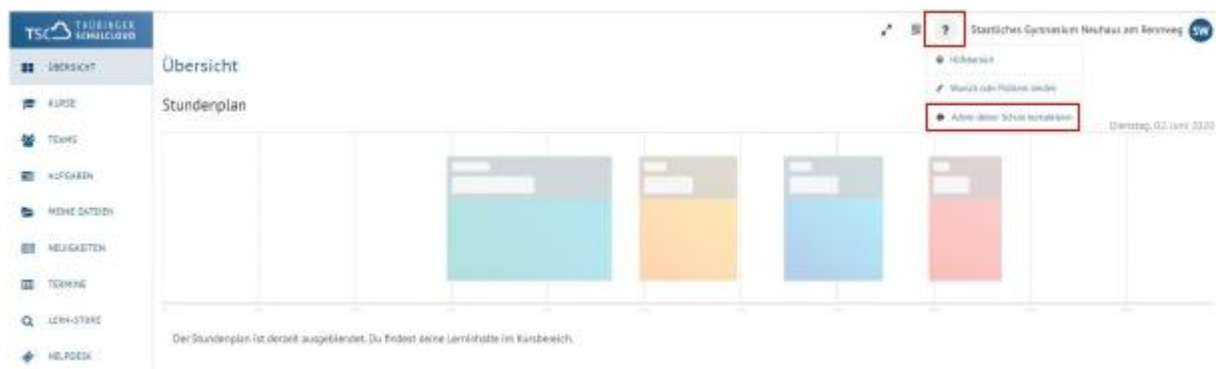 TSC THÜRINGER
SCHULCLOUD
? Staatliches Gymnasium Neuhaus am Rennweg SW
ÜBERSICHT
Übersicht
Hilfebereich
KURSE
Stundenplan
Wunsch oder Problem senden
Admin deiner Schule kontaktieren
Dienstag, 02. Juni 2020
TEAMS
AUFGABEN
MEINE DATEIEN
NEUIGKEITEN
TERMINE
LERN-STORE
Der Stundenplan ist derzeit ausgeblendet. Du findest deine Lerninhalte im Kursbereich.
HELPDESK